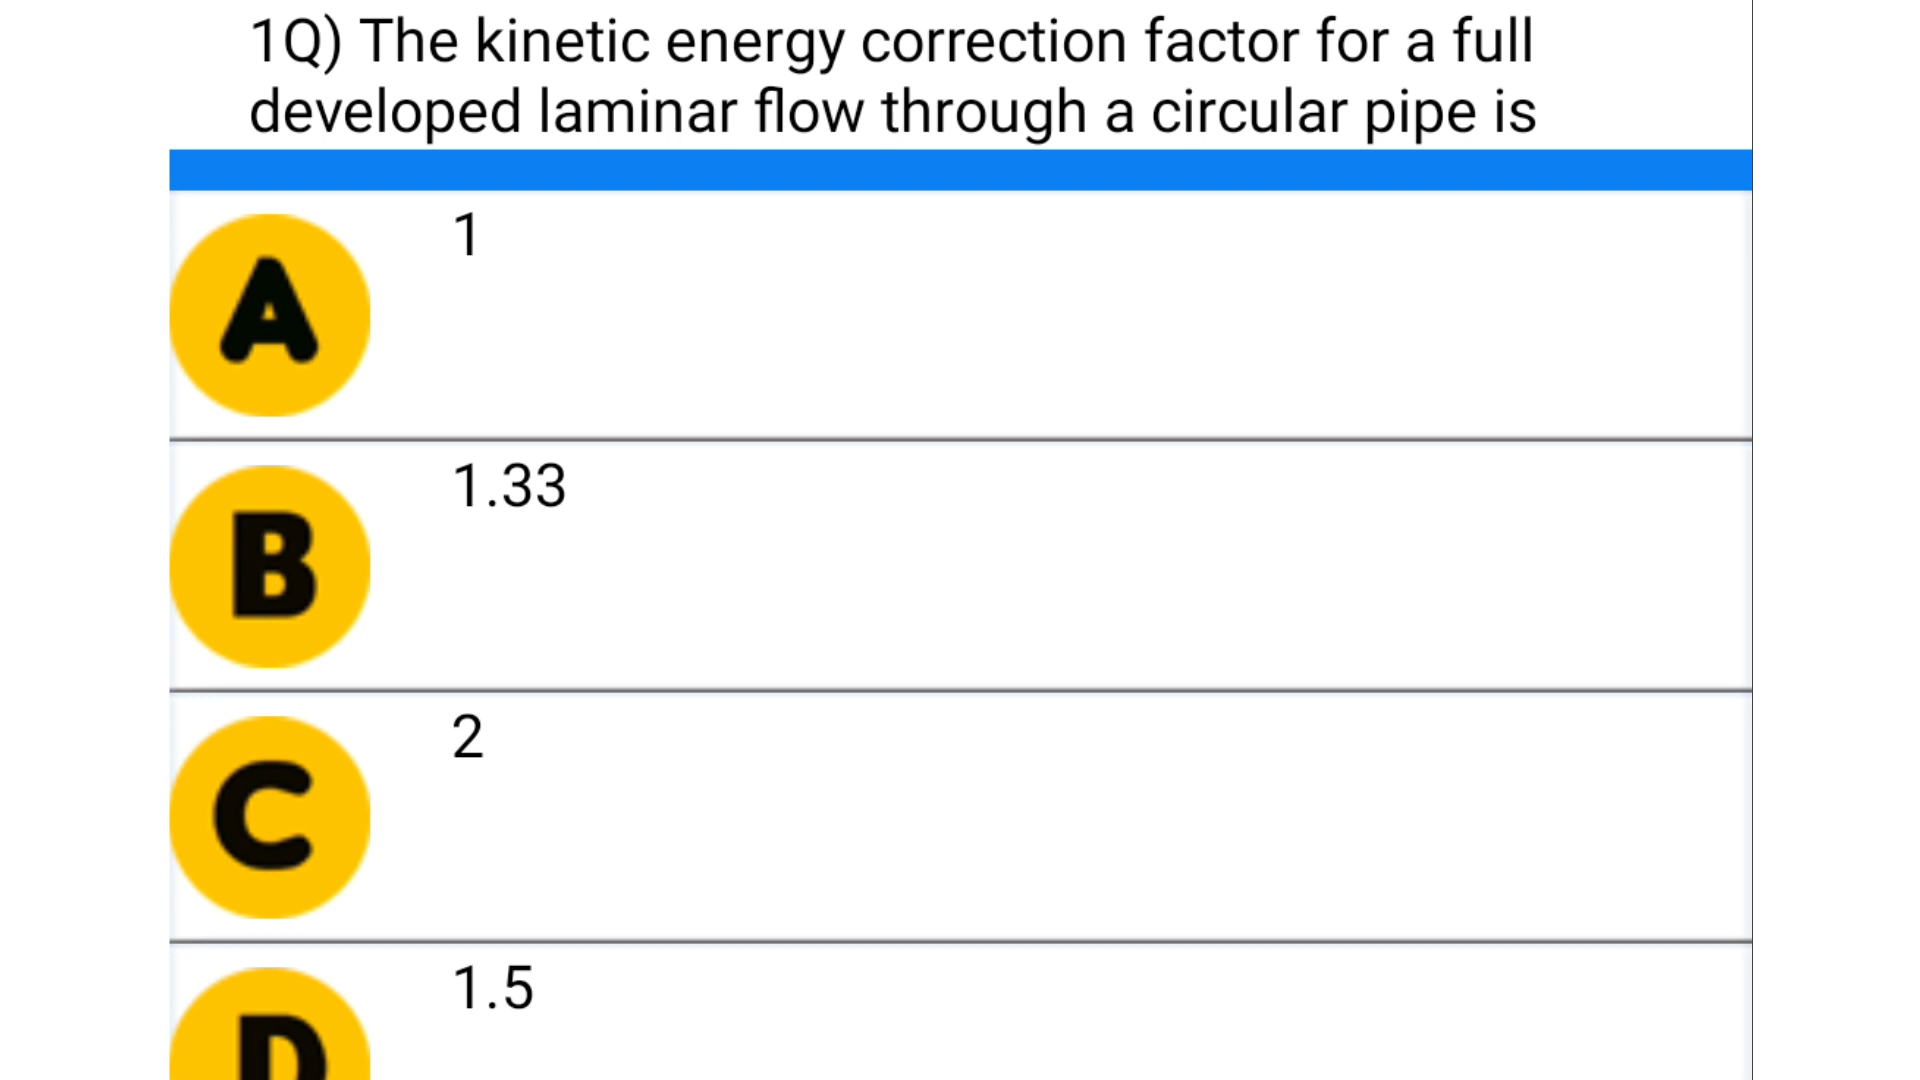 1Q) The kinetic energy correction factor for a full
developed laminar flow through a circular pipe is
A 1
B 1.33
C 2
D 1.5